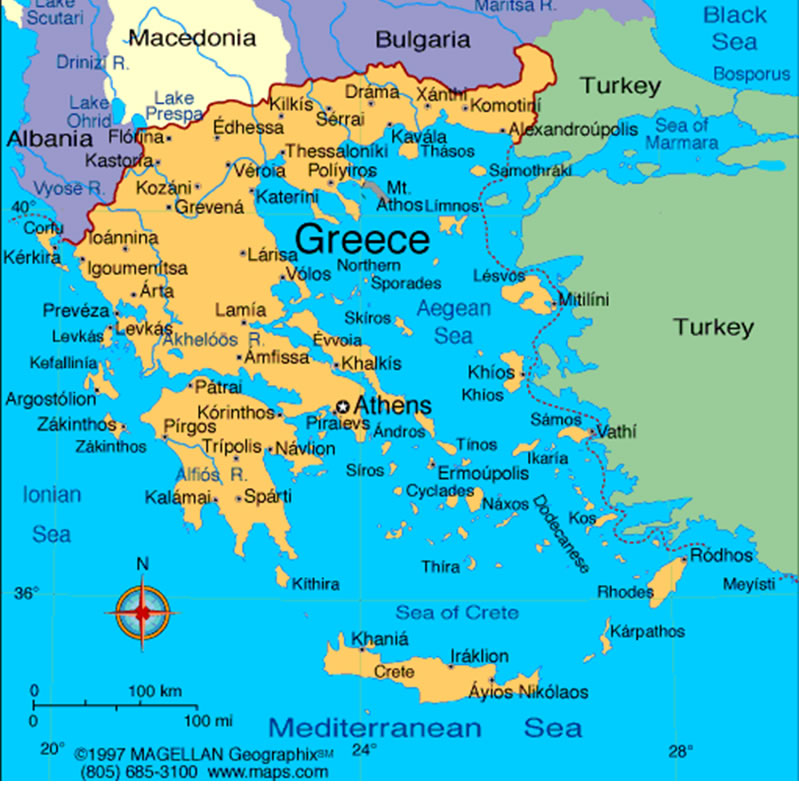 Lake
Scutari
Maritsa R.
Black
Sea
Macedonia
Bulgaria
Drinizi R.
Bosporus
Turkey
Lake
Ohrid
Lake
Prespa
Kilkís
Dráma
Xánthi
Komotiní
Sérrai
Albania
Flórina
Édhessa
Kavála
Alexandroúpolis
Sea of
Marmara
Kastoría
Thessaloníki
Thásos
Véroia
Políyiros
Samothráki
Vyose R.
Kozáni
Kateríni
Mt.
Athos
Límnos
Grevená
40°
Corfu
Kérkira
Ioánnina
Greece
Igoumenítsa
Lárisa
Vólos
Northern
Sporades
Lésvos
Mitilíni
Árta
Prevéza
Levkás
Levkás
Lamía
Skíros
Aegean
Sea
Turkey
Akhelóös R.
Évvoia
Kefallinía
Ámfissa
Khalkís
Khíos
Khíos
Argostólion
Pátrai
Athens
Kórinthos
Piraievs
Ándros
Sámos
Vathí
Zákinthos
Zákinthos
Pírgos
Trípolis
Návlion
Tínos
Ikaría
Alfiós R.
Síros
Ermoúpolis
Cyclades
Náxos
Dodecanese
Kos
Kalámai
Spárti
Ionian
Sea
N
Thíra
Ródhos
Rhodes
Meyísti
36°
Kíthira
Sea of Crete
Kárpathos
Khaniá
Iráklion
Crete
Áyios Nikólaos
0
100 km
0
100 mi
Mediterranean Sea
20°
24°
28°
©1997 MAGELLAN Geographix℠
(805) 685-3100 www.maps.com